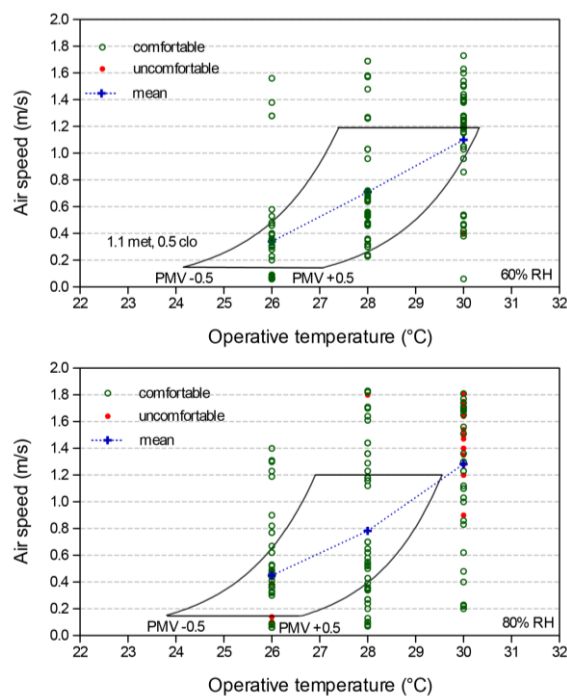 2.0
1.8
1.6
1.4
1.2
1.0
0.8
0.6
0.4
0.2
0.0
Air speed (m/s)
comfortable
uncomfortable
mean
1.1 met, 0.5 clo
PMV -0.5
PMV +0.5
60% RH
22 23 24 25 26 27 28 29 30 31 32
Operative temperature (°C)
2.0
1.8
1.6
1.4
1.2
1.0
0.8
0.6
0.4
0.2
0.0
Air speed (m/s)
comfortable
uncomfortable
mean
PMV -0.5
PMV +0.5
80% RH
22 23 24 25 26 27 28 29 30 31 32
Operative temperature (°C)